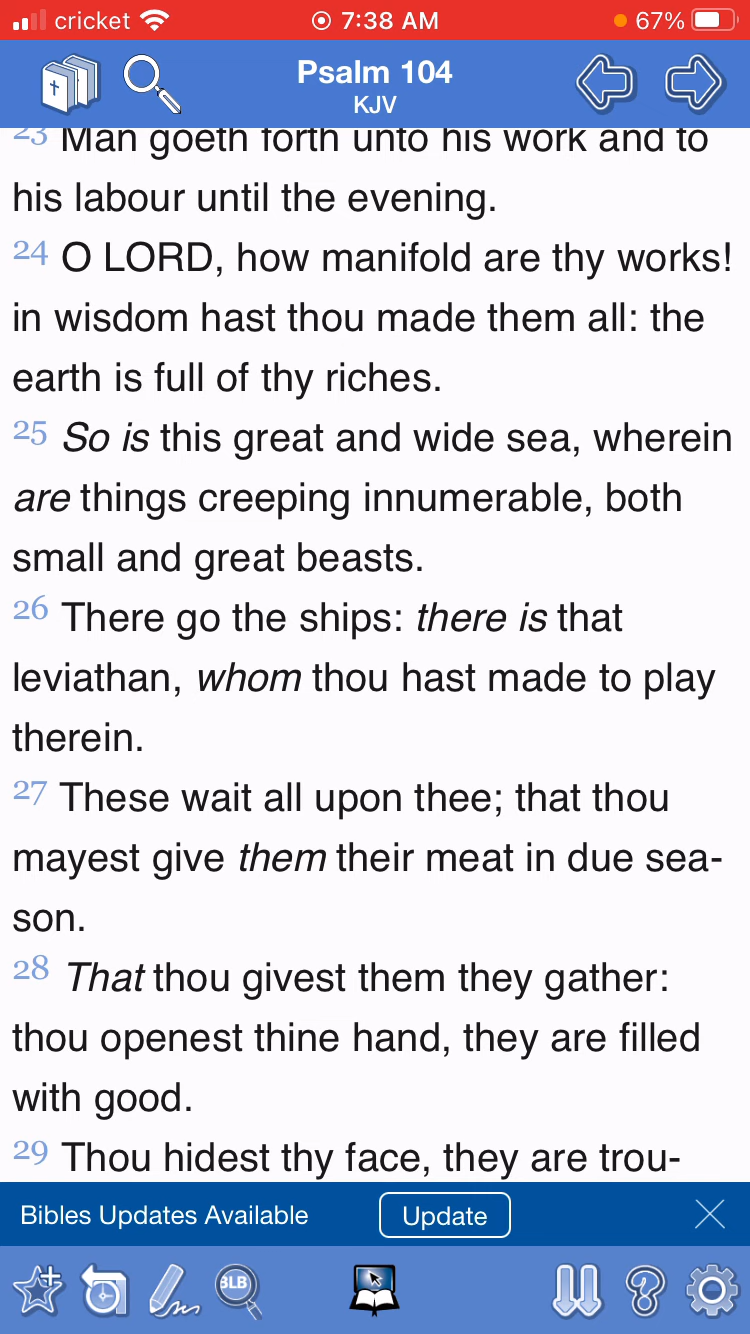 cricket 7:38 AM 67%
Psalm 104
KJV
23 Man goeth forth unto his work and to
his labour until the evening.
24 O LORD, how manifold are thy works!
in wisdom hast thou made them all: the
earth is full of thy riches.
25 So is this great and wide sea, wherein
are things creeping innumerable, both
small and great beasts.
26 There go the ships: there is that
leviathan, whom thou hast made to play
therein.
27 These wait all upon thee; that thou
mayest give them their meat in due sea-
son.
28 That thou givest them they gather:
thou openest thine hand, they are filled
with good.
29 Thou hidest thy face, they are trou-
Bibles Updates Available Update
BLB